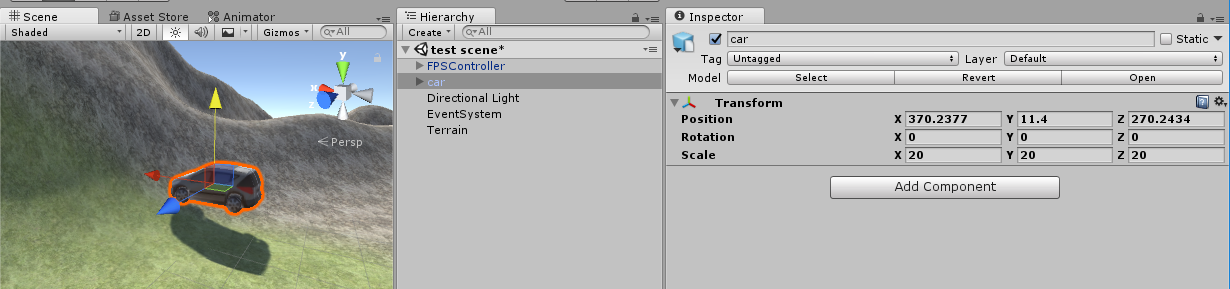 Scene
Asset Store
Animator
Shaded
2D
Gizmos
All
y
x
z
Persp
Hierarchy
Create
All
test scene*
FPSController
car
Directional Light
EventSystem
Terrain
Inspector
car
Static
Tag Untagged Layer Default
Model Select Revert Open
Transform
Position X 370.2377 Y 11.4 Z 270.2434
Rotation X 0 Y 0 Z 0
Scale X 20 Y 20 Z 20
Add Component